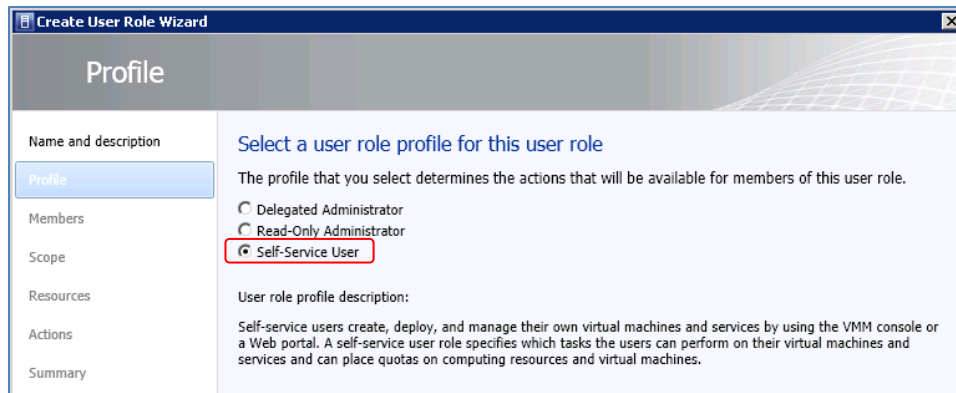 Create User Role Wizard
Profile
Name and description
Profile
Members
Scope
Resources
Actions
Summary
Select a user role profile for this user role
The profile that you select determines the actions that will be available for members of this user role.
Delegated Administrator
Read-Only Administrator
Self-Service User
User role profile description:
Self-service users create, deploy, and manage their own virtual machines and services by using the VMM console or
a Web portal. A self-service user role specifies which tasks the users can perform on their virtual machines and
services and can place quotas on computing resources and virtual machines.